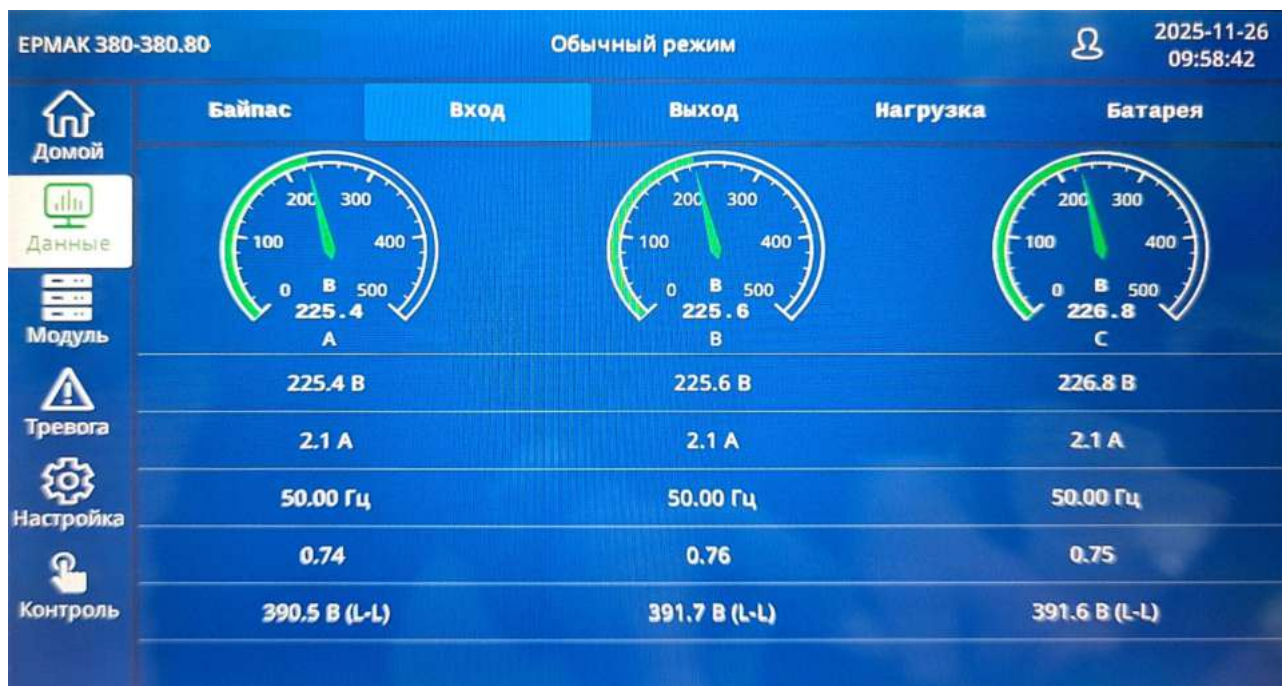 ЕРМАК 380-380.80
Обычный режим
2025-11-26
09:58:42
Домой
Данные
Модуль
Тревога
Настройка
Контроль
Байпас Вход Выход Нагрузка Батарея
200 300
100 400
0 В 500
225.4
A
200 300
100 400
0 В 500
225.6
B
200 300
100 400
0 В 500
226.8
C
225.4 В 225.6 В 226.8 В
2.1 А 2.1 А 2.1 А
50.00 Гц 50.00 Гц 50.00 Гц
0.74 0.76 0.75
390.5 В (L-L) 391.7 В (L-L) 391.6 В (L-L)